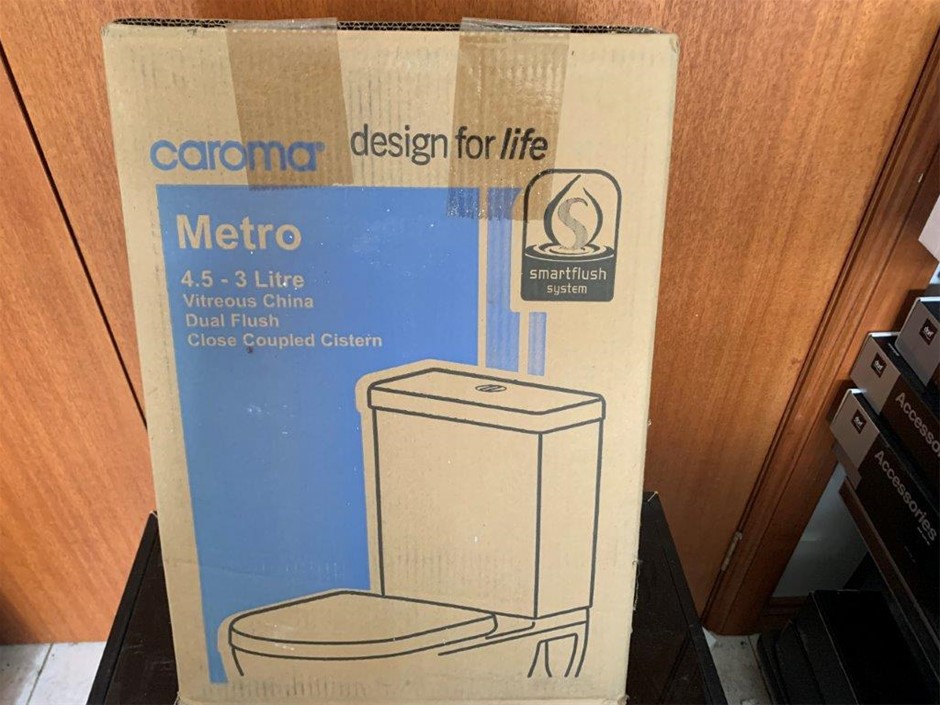 caroma design for life
Metro
4.5 - 3 Litre
Vitreous China
Dual Flush
Close Coupled Cistern
smartflush
system
Accessories